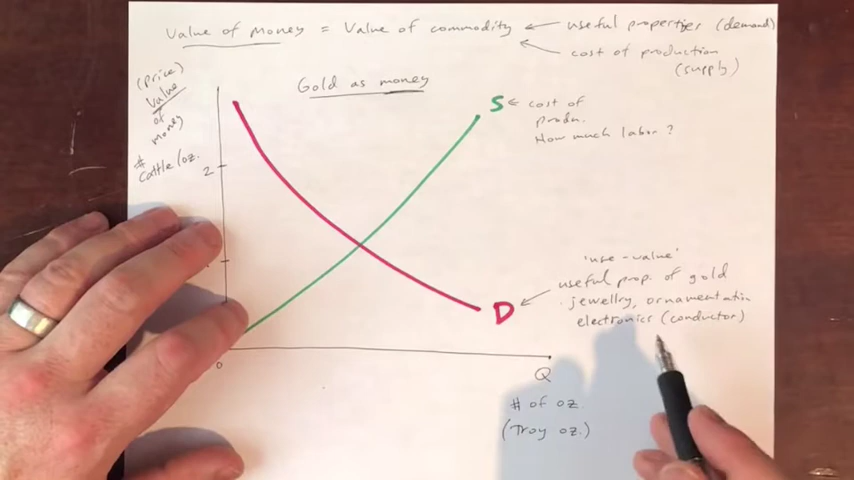 Value of money = Value of commodity
useful properties (demand)
cost of production
(supply)
(price)
Value
of
money
Gold as money
S
cost of
produ.
How much labor?
#
cattle/oz.
2
'use-value'
useful prop. of gold
jewellry, ornamentation
electronics (conductor)
D
0
Q
# of oz.
(Troy oz.)